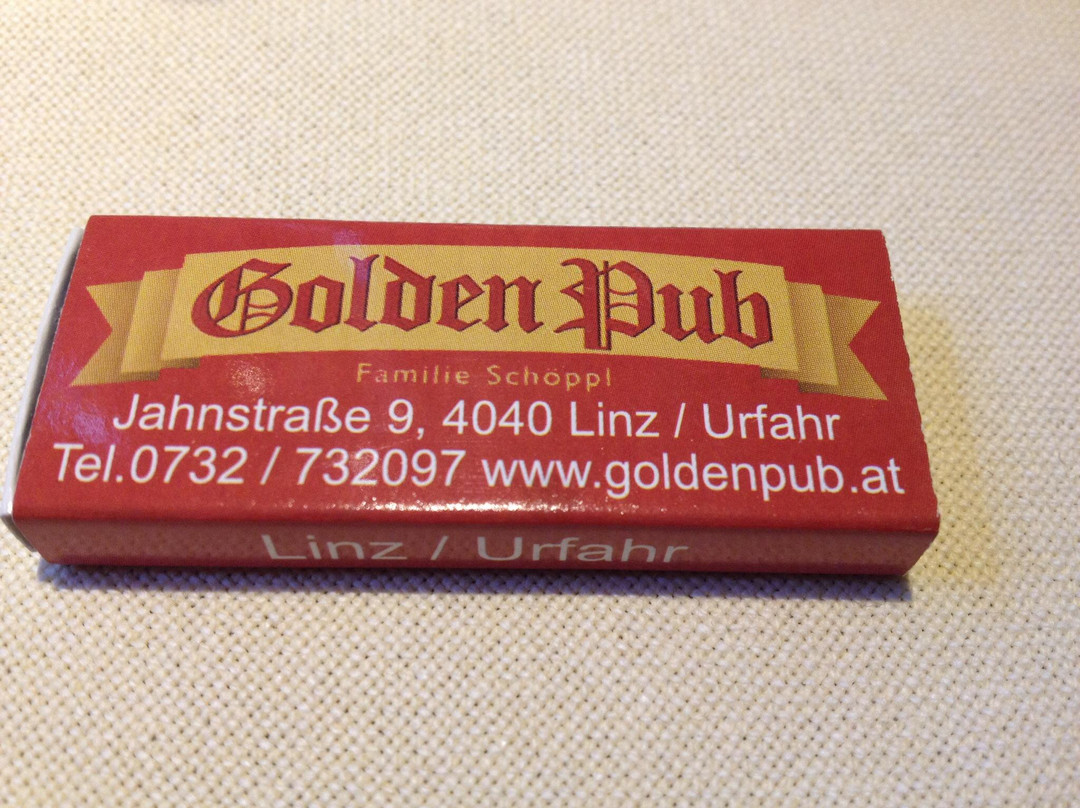 Golden Pub
Familie Schöppl
Jahnstraße 9, 4040 Linz / Urfahr
Tel.0732 / 732097 www.goldenpub.at
Linz / Urfahr